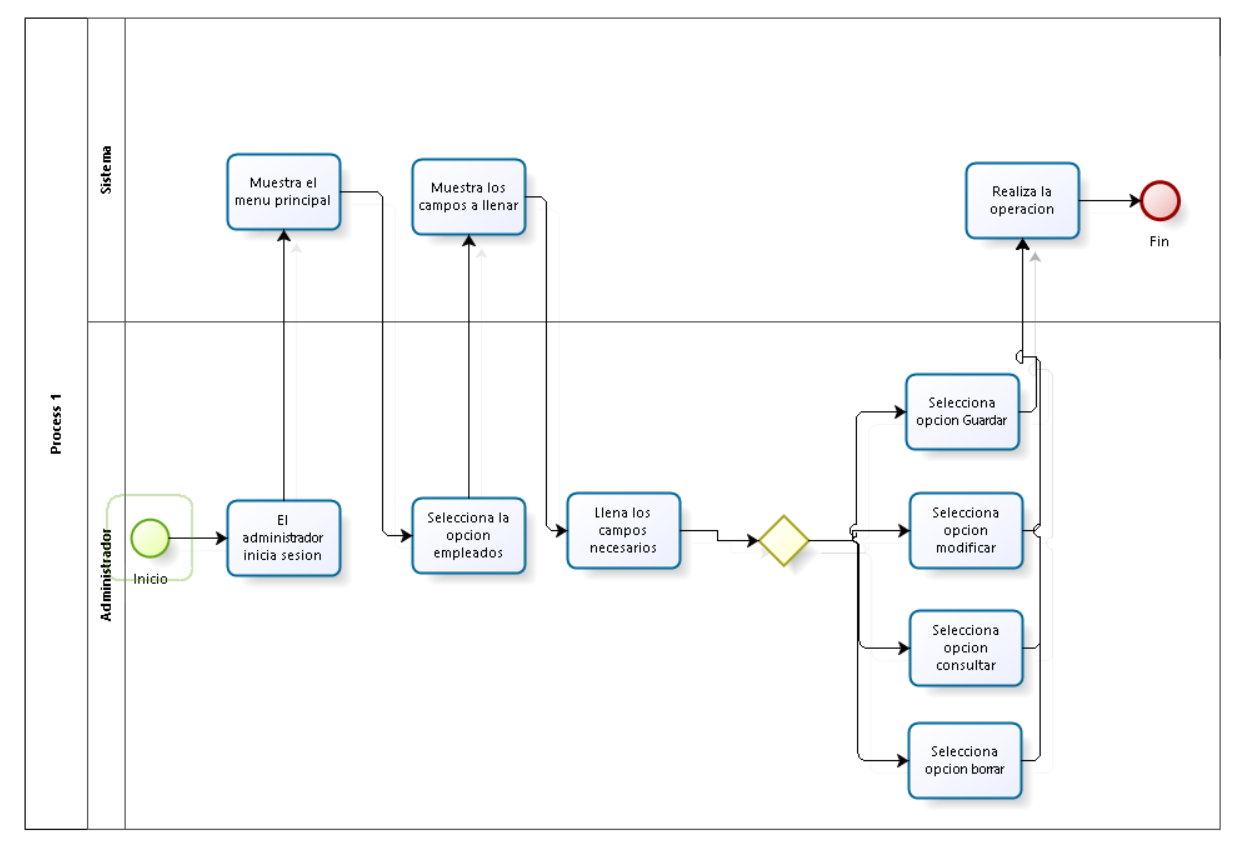 Process 1
Sistema
Muestra el
menu principal
Muestra los
campos a llenar
Realiza la
operacion
Fin
Administrador
Inicio
El
administrador
inicia sesion
Selecciona la
opcion
empleados
Llena los
campos
necesarios
Selecciona
opcion Guardar
Selecciona
opcion
modificar
Selecciona
opcion
consultar
Selecciona
opcion borrar